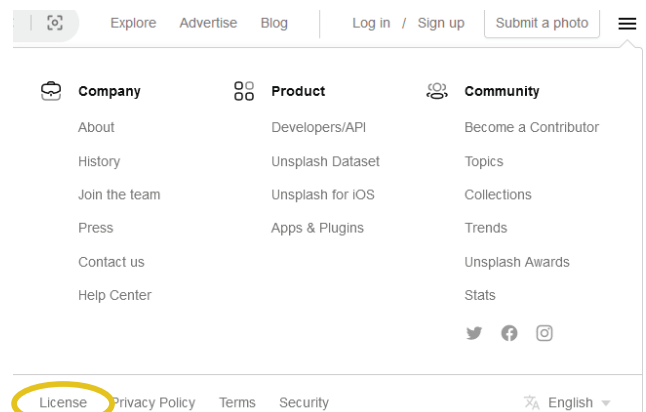 Explore Advertise Blog Log in / Sign up Submit a photo
Company Product Community
About Developers/API Become a Contributor
History Unsplash Dataset Topics
Join the team Unsplash for iOS Collections
Press Apps & Plugins Trends
Contact us Unsplash Awards
Help Center Stats
License Privacy Policy Terms Security English